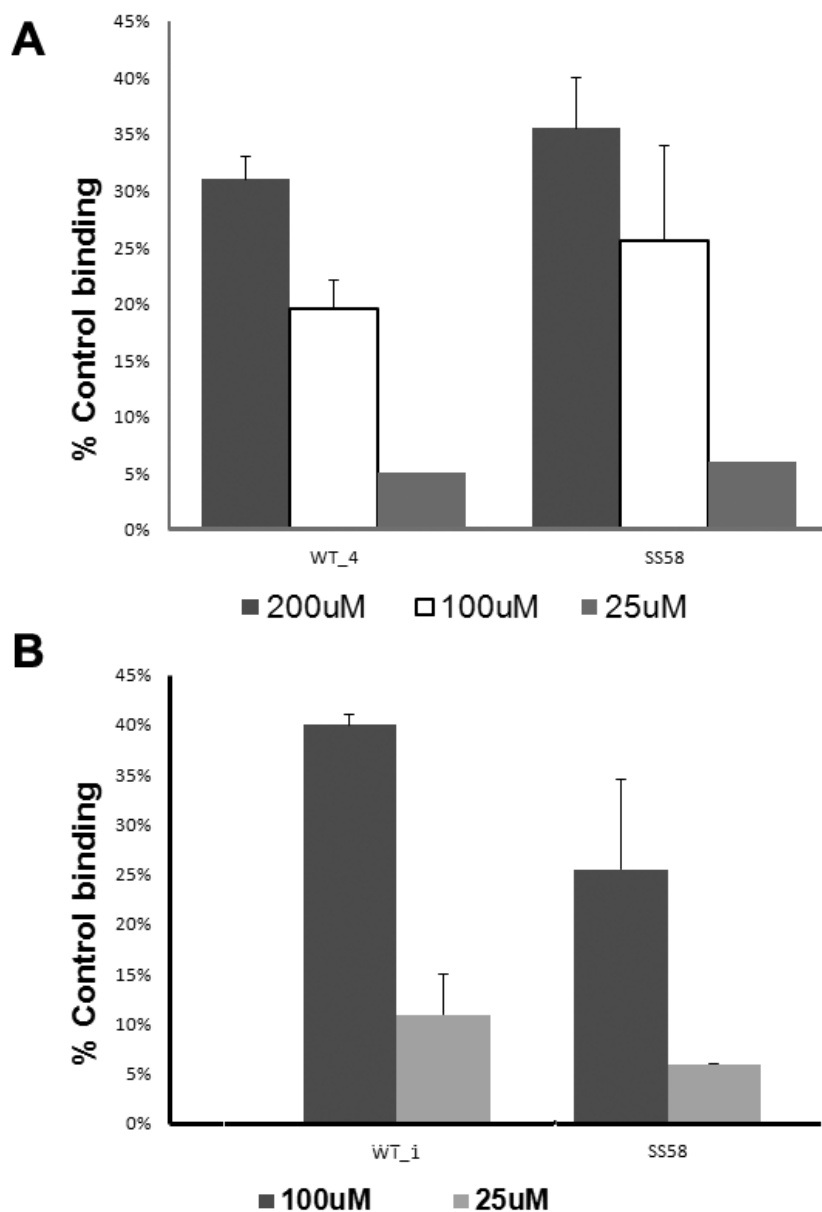 A
% Control binding
45%
40%
35%
30%
25%
20%
15%
10%
5%
0%
WT_4 SS58
200uM 100uM 25uM
B
% Control binding
45%
40%
35%
30%
25%
20%
15%
10%
5%
0%
WT_i SS58
100uM 25uM